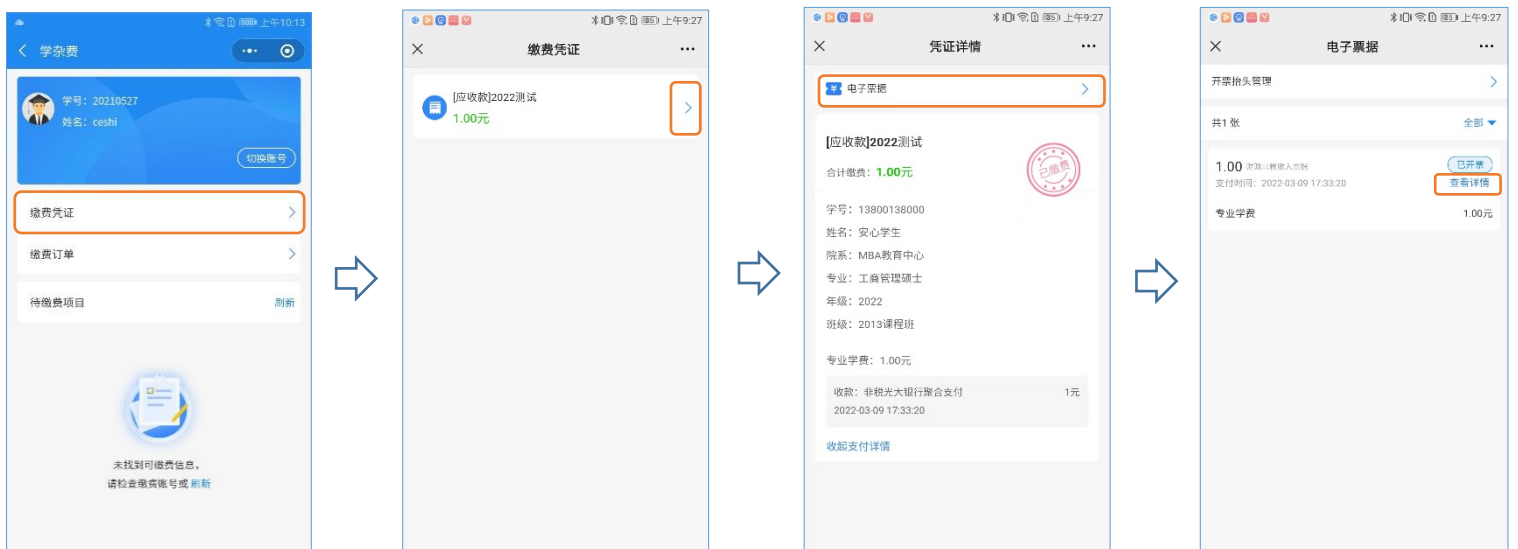 上午10:13
学杂费
学号：20210527
姓名：ceshi
切换账号
缴费凭证
缴费订单
待缴费项目
刷新
未找到可缴费信息，
请检查缴费账号或 刷新
85
上午9:27
缴费凭证
[应收款]2022测试
1.00元
85
上午9:27
凭证详情
电子票据
[应收款]2022测试
合计缴费：1.00元
已缴费
学号：13800138000
姓名：安心学生
院系：MBA教育中心
专业：工商管理硕士
年级：2022
班级：2013课程班
专业学费：1.00元
收款：非税光大银行聚合支付
1元
2022-03-09 17:33:20
收起支付详情
85
上午9:27
电子票据
开票抬头管理
共1 张
全部
1.00
已开票
支付时间：2022-03-09 17:33:20
查看详情
专业学费
1.00元